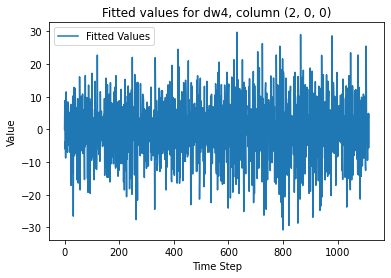 Fitted values for dw4, column (2, 0, 0)
Fitted Values
30
20
10
0
−10
−20
−30
Value
0 200 400 600 800 1000
Time Step